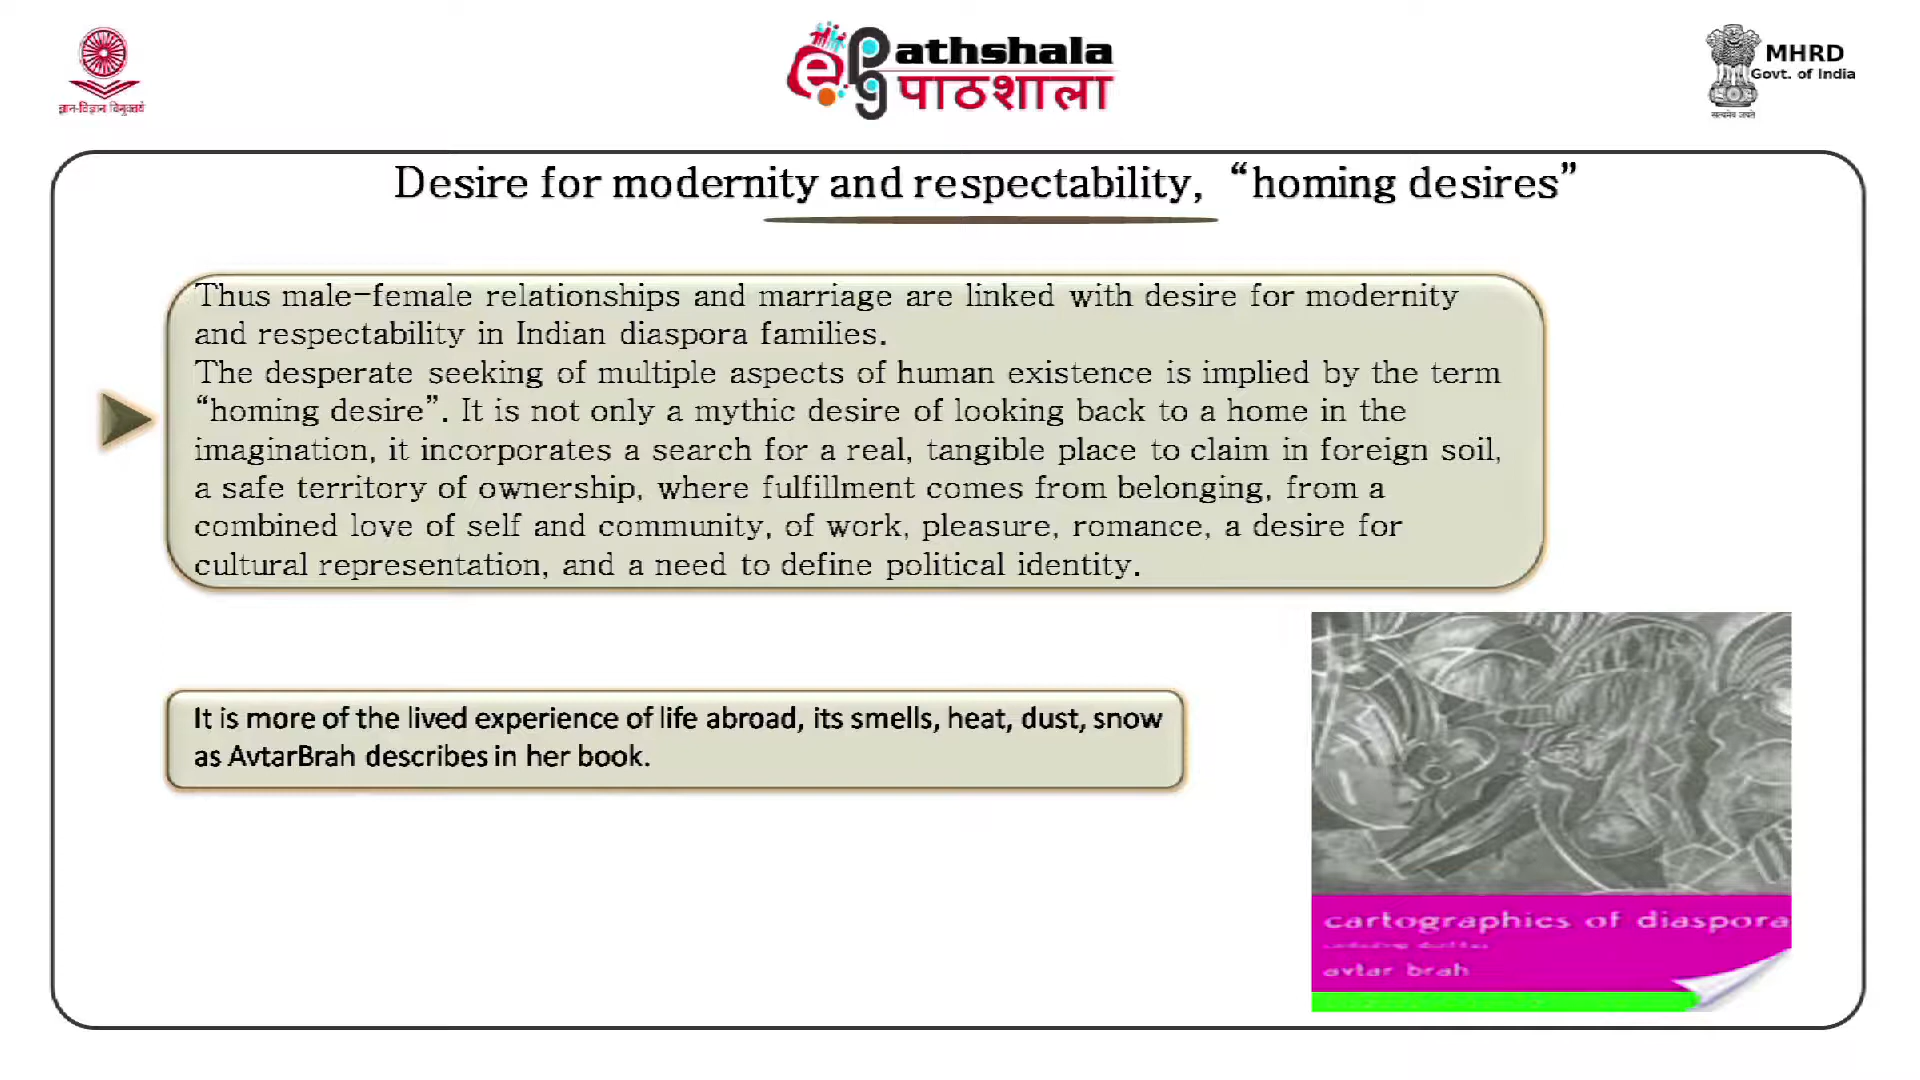 ज्ञान-विज्ञान विमुक्तये
epgathshala
पाठशाला
MHRD
Govt. of India
सत्यमेव जयते
Desire for modernity and respectability, “homing desires”
Thus male-female relationships and marriage are linked with desire for modernity
and respectability in Indian diaspora families.
The desperate seeking of multiple aspects of human existence is implied by the term
“homing desire”. It is not only a mythic desire of looking back to a home in the
imagination, it incorporates a search for a real, tangible place to claim in foreign soil,
a safe territory of ownership, where fulfillment comes from belonging, from a
combined love of self and community, of work, pleasure, romance, a desire for
cultural representation, and a need to define political identity.
It is more of the lived experience of life abroad, its smells, heat, dust, snow
as AvtarBrah describes in her book.
cartographies of diaspora
avtar brah